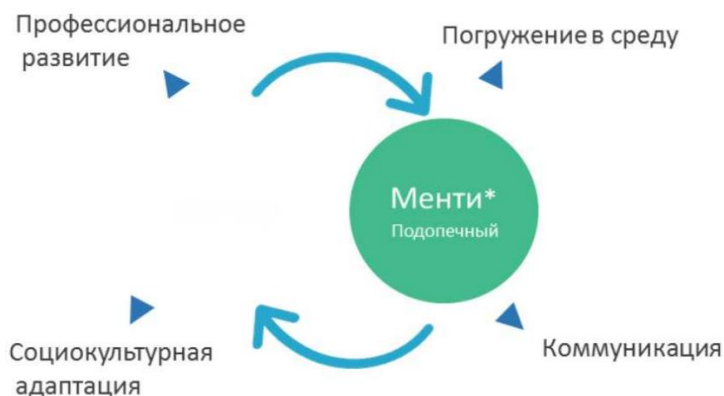 Профессиональное
развитие
Погружение в среду
Менти*
Подопечный
Социокультурная
адаптация
Коммуникация